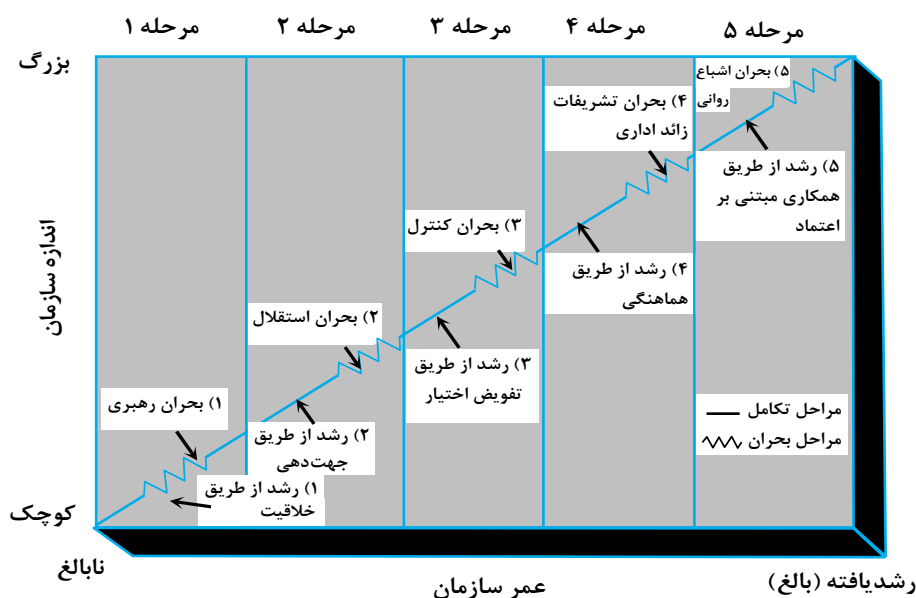 مرحله ۱
مرحله ۲
مرحله ۳
مرحله ۴
مرحله ۵
بزرگ
۵) بحران اشباع
روانی
۴) بحران تشریفات
زائد اداری
۵) رشد از طریق
همکاری مبتنی بر
اعتماد
۳) بحران کنترل
۴) رشد از طریق
هماهنگی
اندازه سازمان
۲) بحران استقلال
۳) رشد از طریق
تفویض اختیار
۱) بحران رهبری
۲) رشد از طریق
جهت‌دهی
مراحل تکامل
مراحل بحران
۱) رشد از طریق
خلاقیت
کوچک
نابالغ
عمر سازمان
رشدیافته (بالغ)